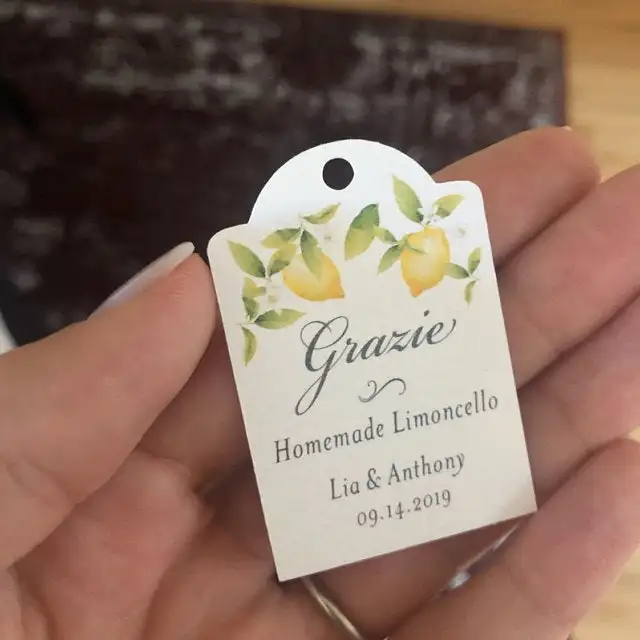 Grazie
Homemade Limoncello
Lia & Anthony
09.14.2019